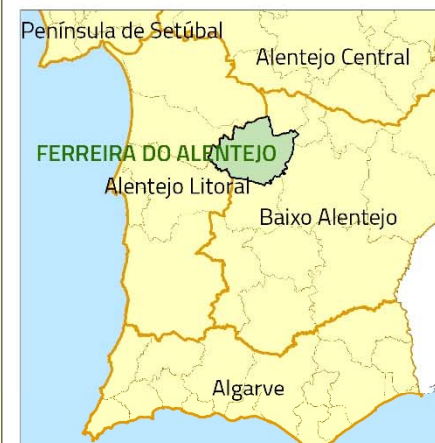 Península de Setúbal
Alentejo Central
FERREIRA DO ALENTEJO
Alentejo Litoral
Baixo Alentejo
Algarve